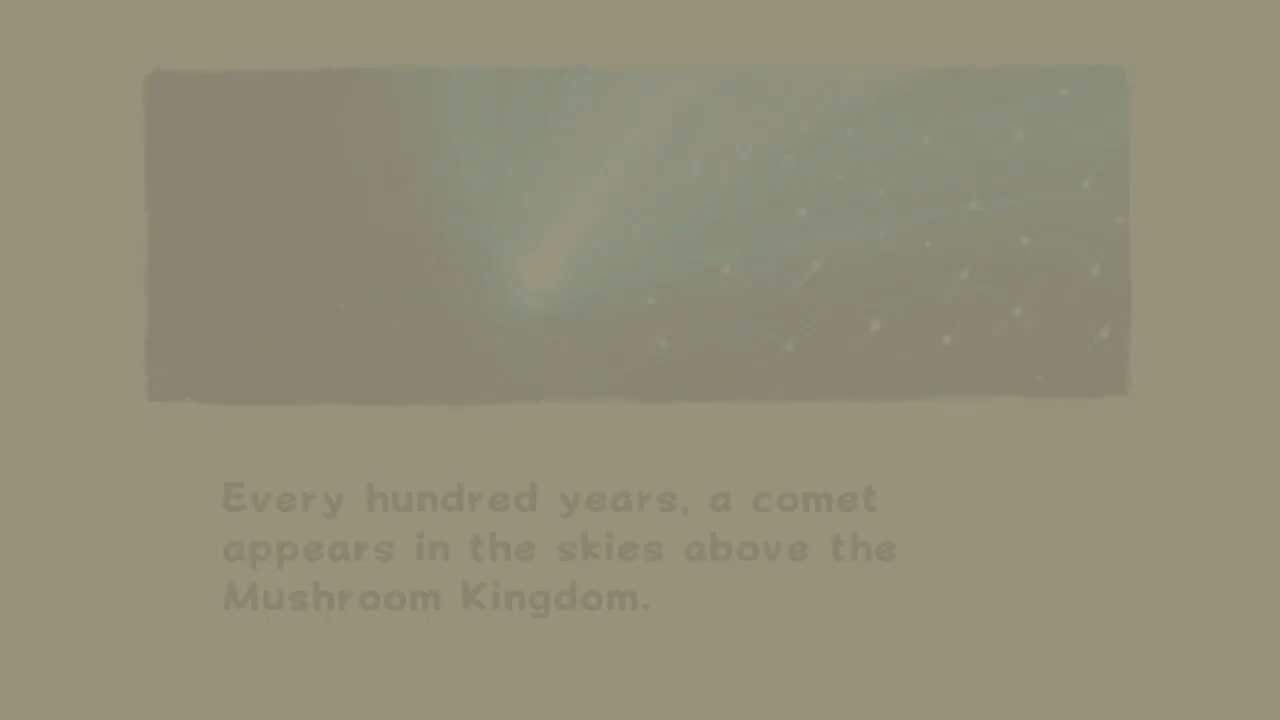 Every hundred years, a comet
appears in the skies above the
Mushroom Kingdom.